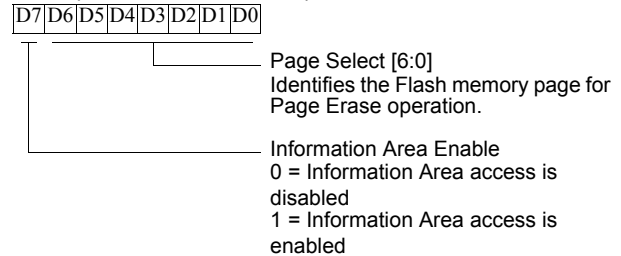 D7 D6 D5 D4 D3 D2 D1 D0
Page Select [6:0]
Identifies the Flash memory page for
Page Erase operation.
Information Area Enable
0 = Information Area access is
disabled
1 = Information Area access is
enabled